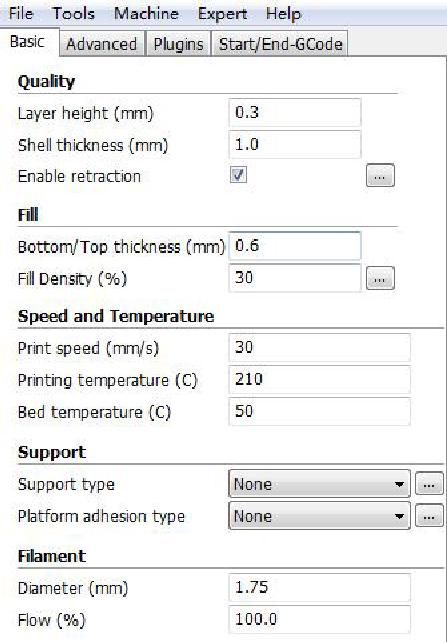 File Tools Machine Expert Help
Basic Advanced Plugins Start/End-GCode
Quality
Layer height (mm) 0.3
Shell thickness (mm) 1.0
Enable retraction ...
Fill
Bottom/Top thickness (mm) 0.6
Fill Density (%) 30 ...
Speed and Temperature
Print speed (mm/s) 30
Printing temperature (C) 210
Bed temperature (C) 50
Support
Support type None ...
Platform adhesion type None ...
Filament
Diameter (mm) 1.75
Flow (%) 100.0